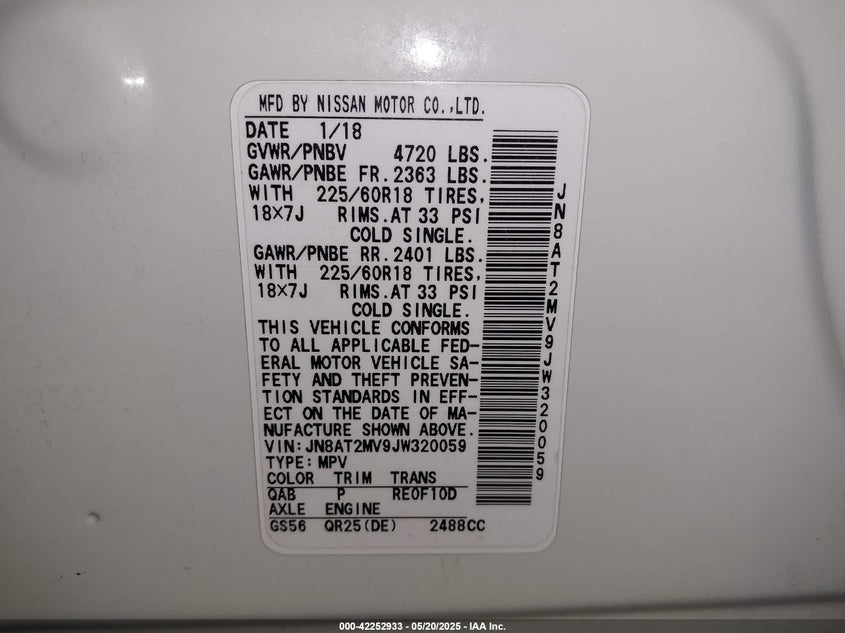 MFD BY NISSAN MOTOR CO.,LTD.
DATE 1/18
GVWR/PNBV 4720 LBS.
GAWR/PNBE FR. 2363 LBS.
WITH 225/60R18 TIRES,
18×7J RIMS.AT 33 PSI
COLD SINGLE.
GAWR/PNBE RR. 2401 LBS.
WITH 225/60R18 TIRES,
18×7J RIMS.AT 33 PSI
COLD SINGLE.
THIS VEHICLE CONFORMS
TO ALL APPLICABLE FED-
ERAL MOTOR VEHICLE SA-
FETY AND THEFT PREVEN-
TION STANDARDS IN EFF-
ECT ON THE DATE OF MA-
NUFACTURE SHOWN ABOVE.
VIN:JN8AT2MV9JW320059
TYPE:MPV
COLOR TRIM TRANS
QAB P RE0F10D
AXLE ENGINE
GS56 QR25(DE) 2488CC
JN8AT2MV9JW320059
000-42252933 - 05/20/2025 - IAA Inc.